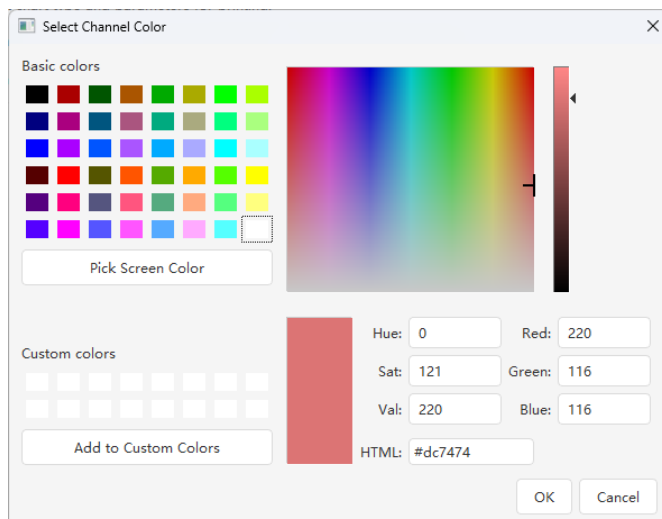 Select Channel Color
Basic colors
Pick Screen Color
Custom colors
Add to Custom Colors
Hue: 0 Red: 220
Sat: 121 Green: 116
Val: 220 Blue: 116
HTML: #dc7474
OK Cancel